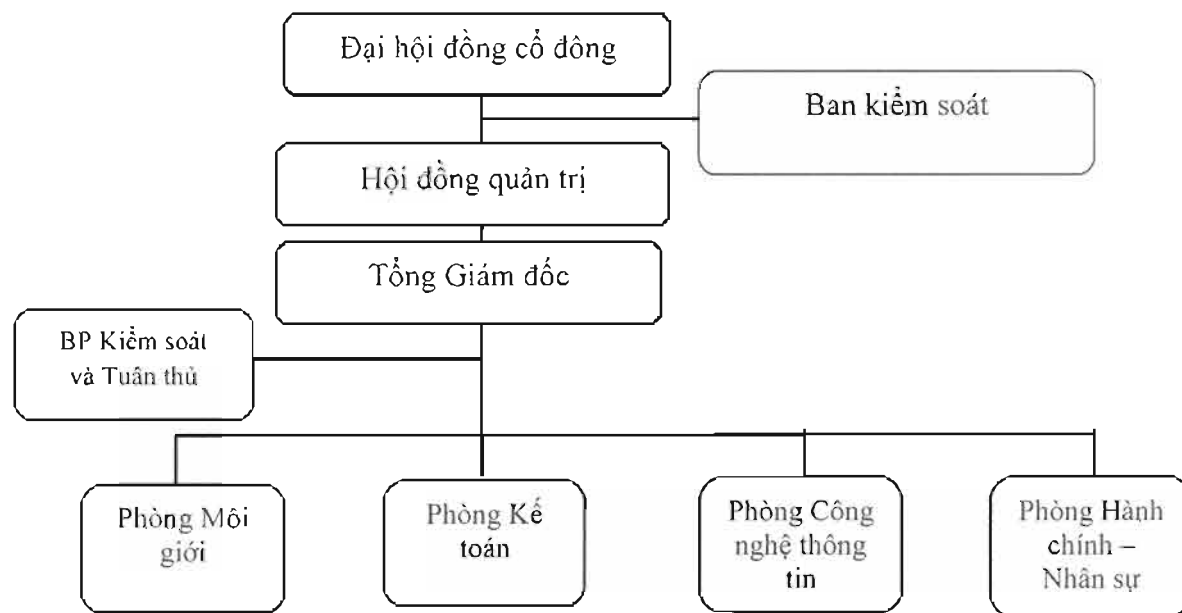 Đại hội đồng cổ đông
Ban kiểm soát
Hội đồng quản trị
Tổng Giám đốc
BP Kiểm soát
và Tuân thủ
Phòng Môi
giới
Phòng Kế
toán
Phòng Công
nghệ thông
tin
Phòng Hành
chính –
Nhân sự